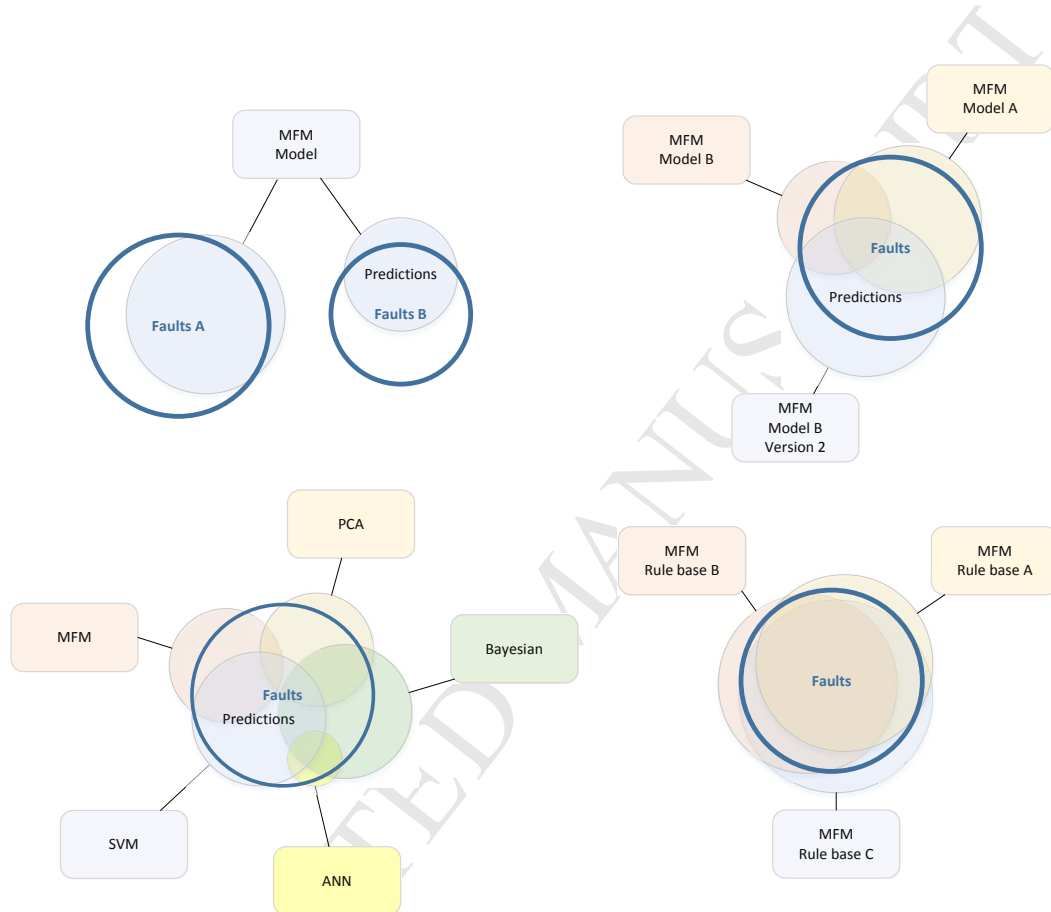 MFM
Model
Predictions
Faults A
Faults B
MFM
Model A
MFM
Model B
Faults
Predictions
MFM
Model B
Version 2
PCA
MFM
Bayesian
Faults
Predictions
SVM
ANN
MFM
Rule base B
MFM
Rule base A
Faults
MFM
Rule base C